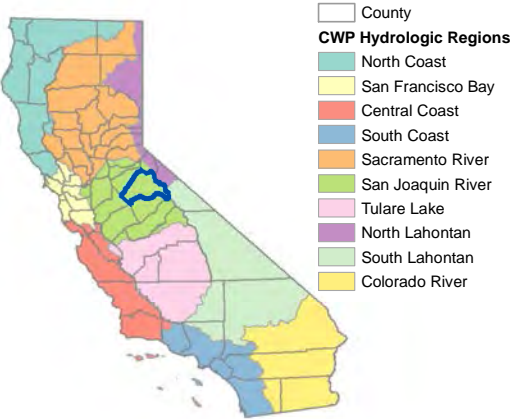 County
CWP Hydrologic Regions
North Coast
San Francisco Bay
Central Coast
South Coast
Sacramento River
San Joaquin River
Tulare Lake
North Lahontan
South Lahontan
Colorado River